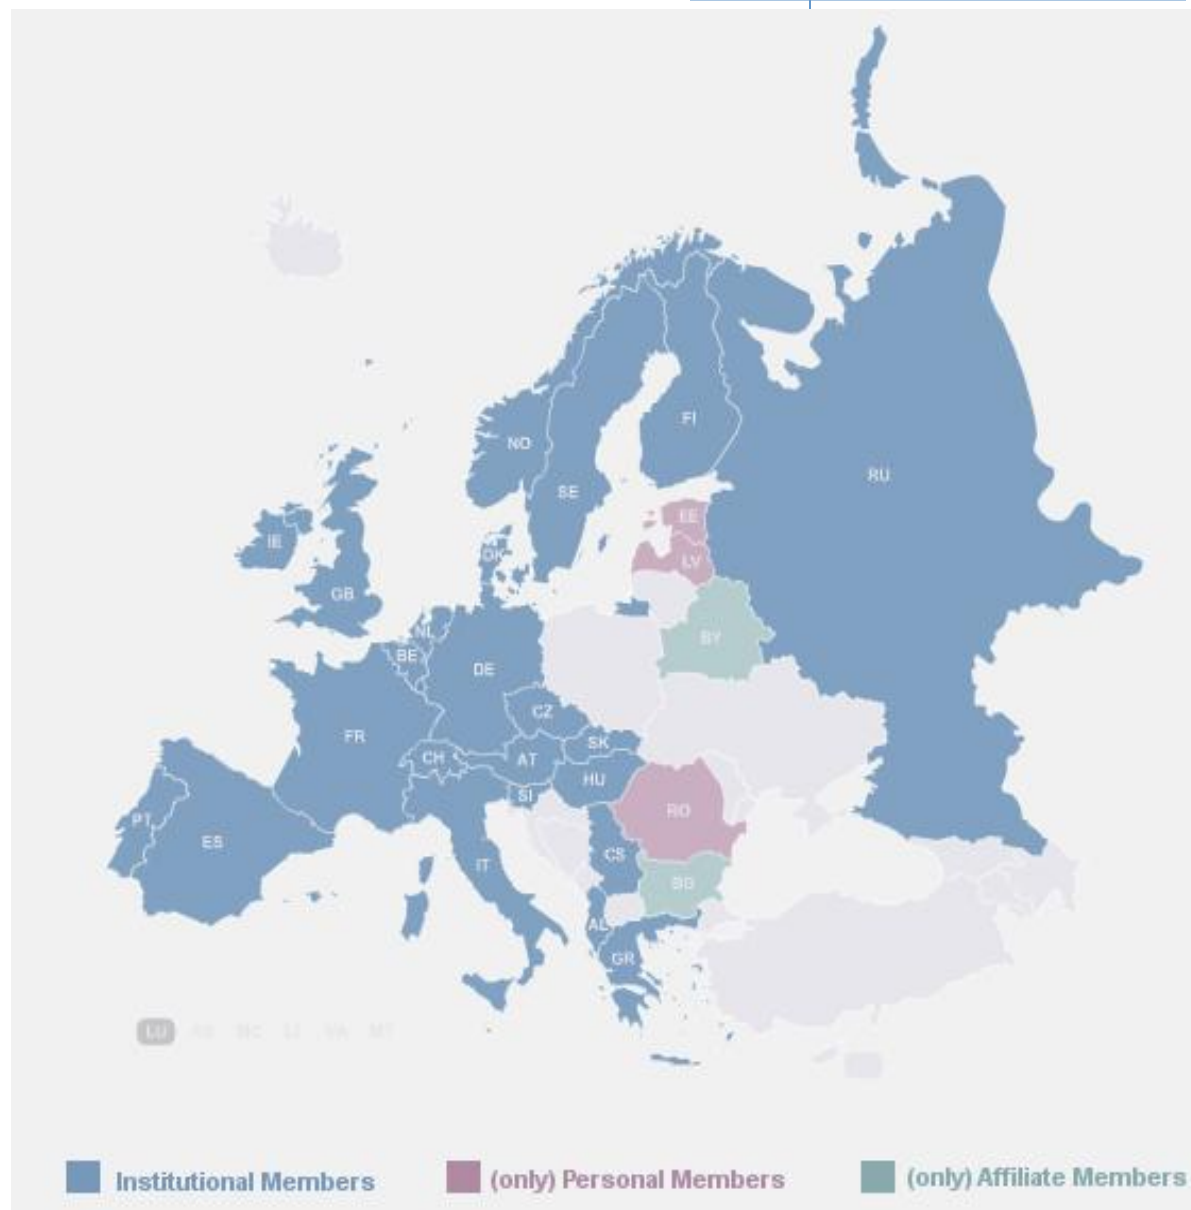 FI
NO
RU
SE
EE
IE
DK
LV
GB
NL
BY
BE
DE
CZ
FR
SK
CH
AT
HU
SI
RO
PT
ES
CS
IT
BG
AL
GR
LU
Institutional Members
(only) Personal Members
(only) Affiliate Members